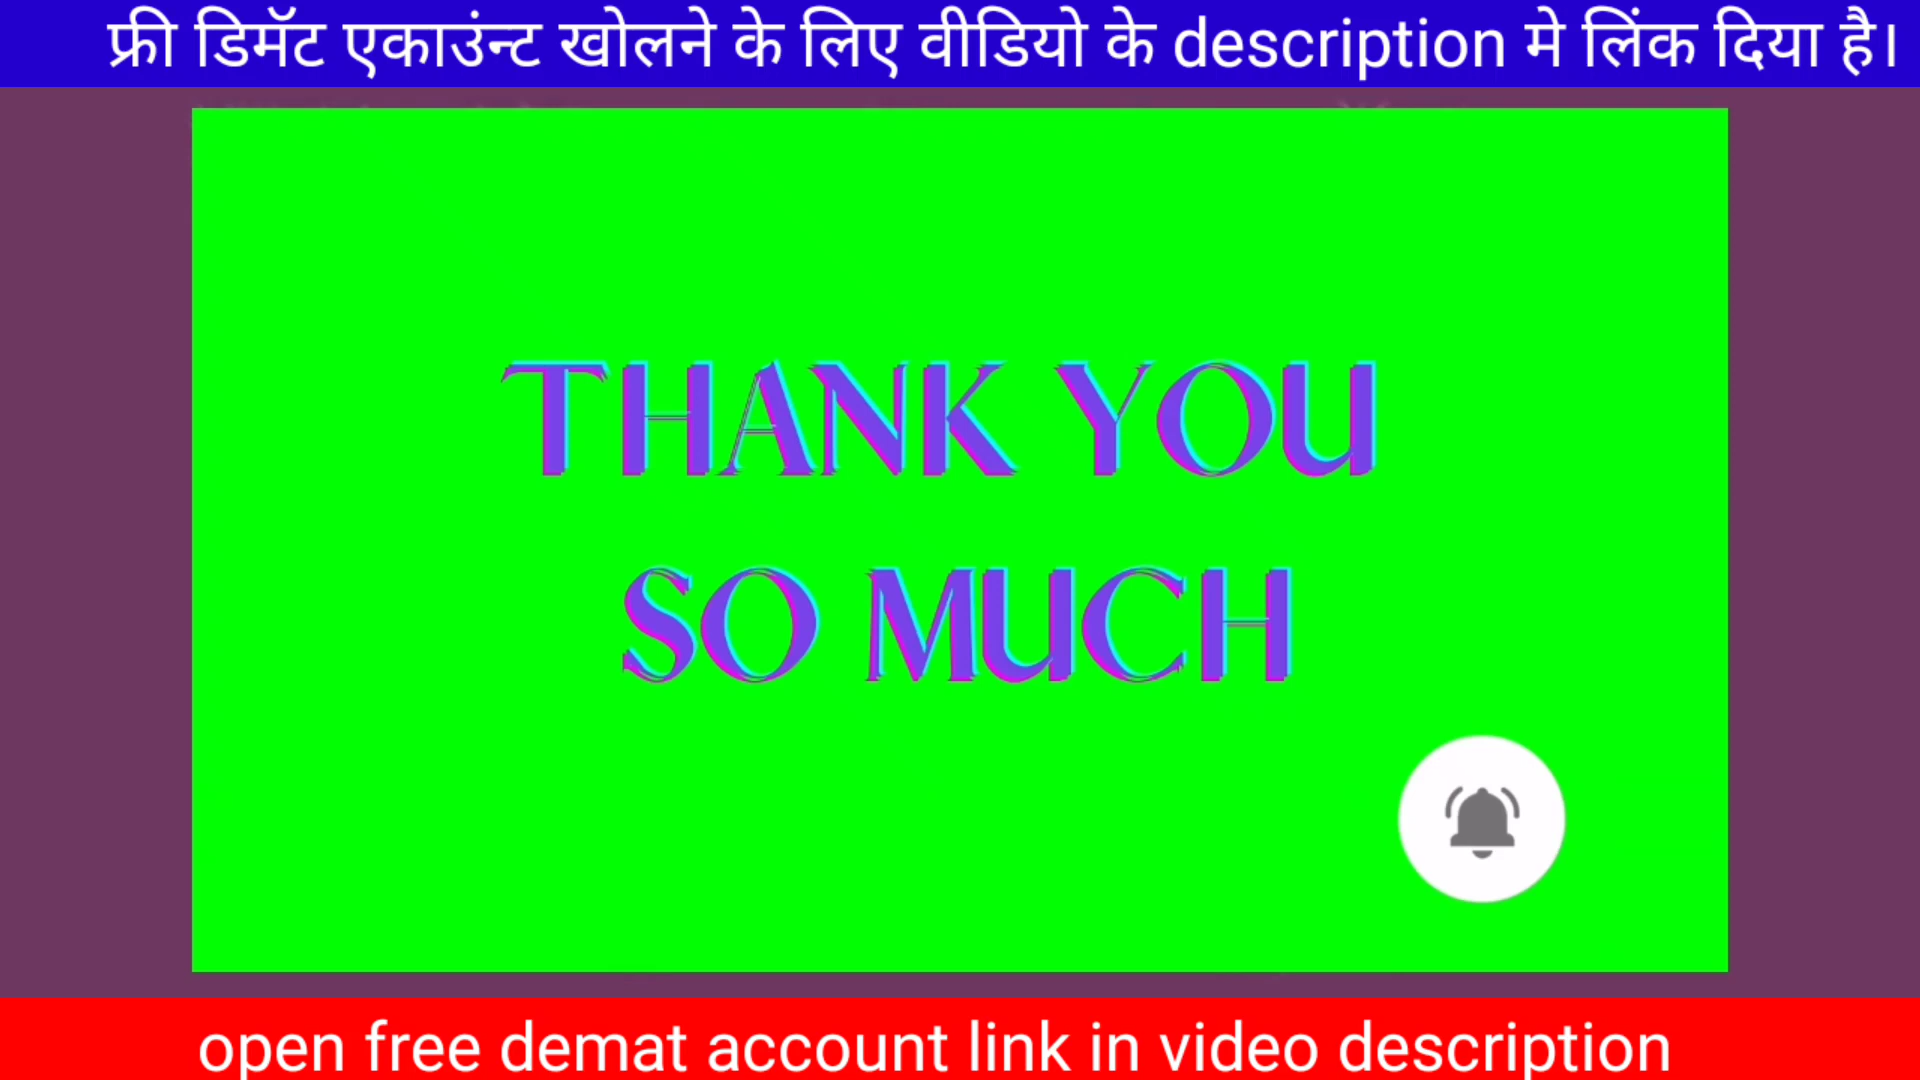 फ्री डिमॅट एकाउंन्ट खोलने के लिए वीडियो के description मे लिंक दिया है।
THANK YOU
SO MUCH
open free demat account link in video description